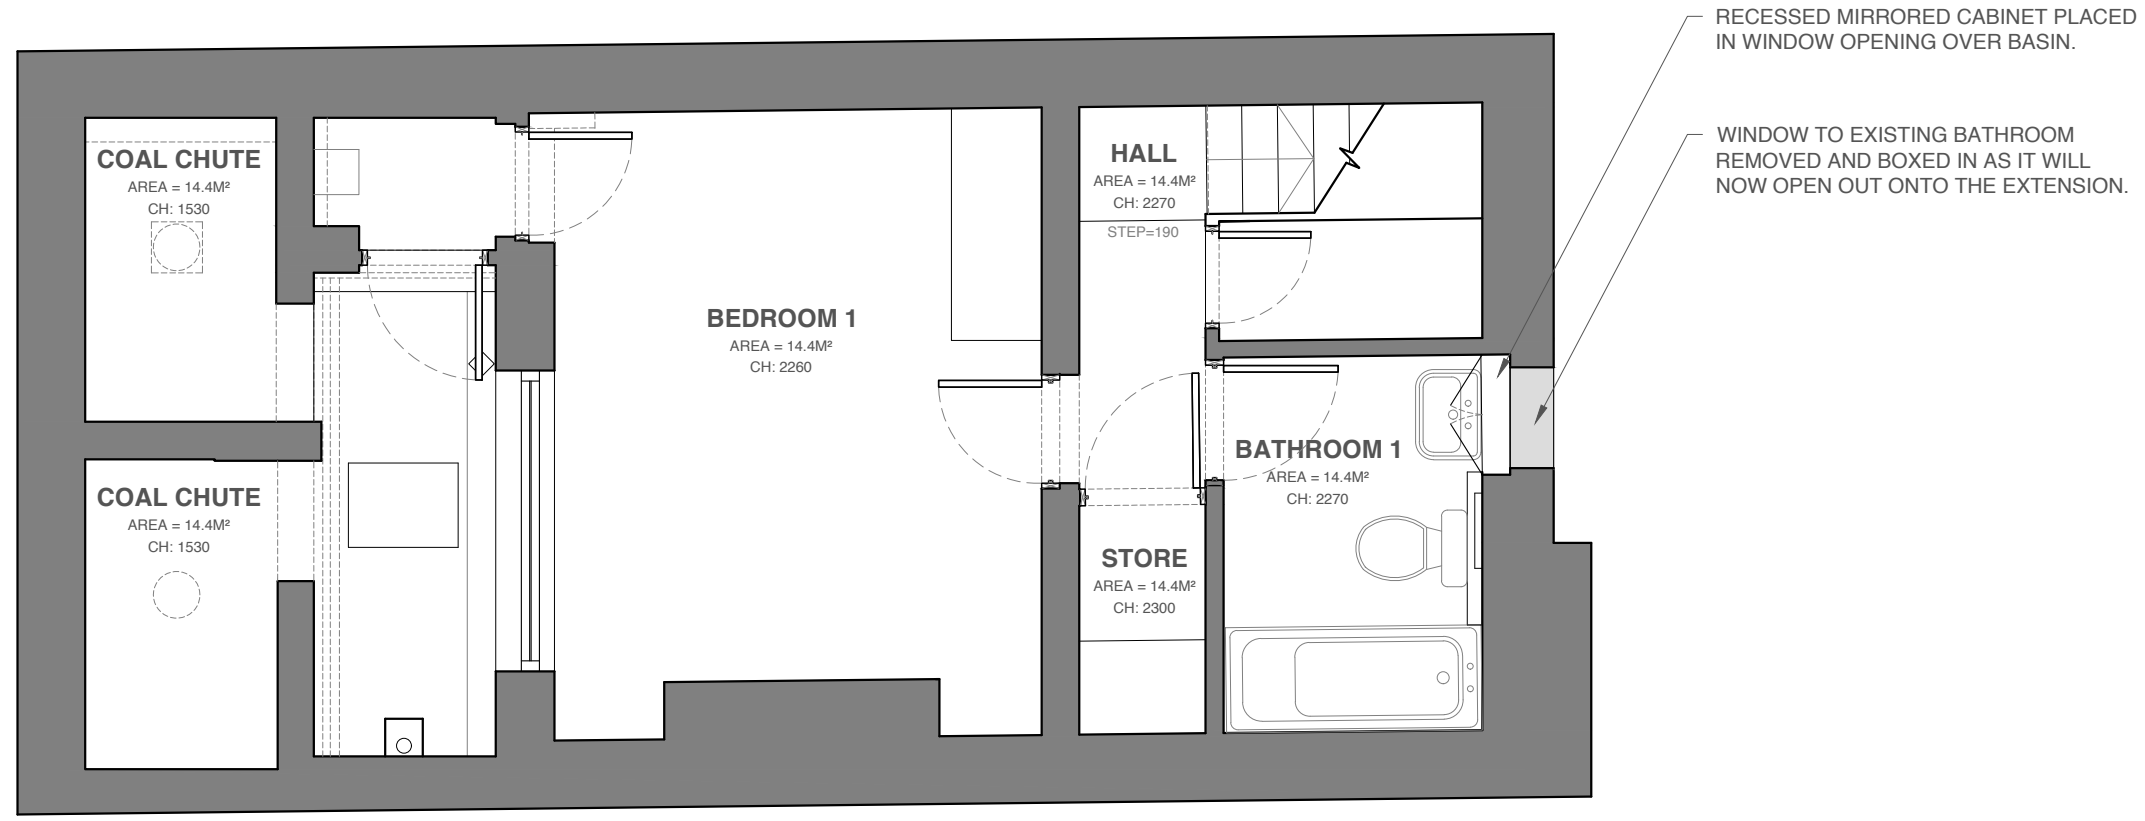 RECESSED MIRRORED CABINET PLACED
IN WINDOW OPENING OVER BASIN.
WINDOW TO EXISTING BATHROOM
REMOVED AND BOXED IN AS IT WILL
NOW OPEN OUT ONTO THE EXTENSION.
COAL CHUTE
AREA = 14.4M²
CH: 1530
HALL
AREA = 14.4M²
CH: 2270
STEP=190
BEDROOM 1
AREA = 14.4M²
CH: 2260
BATHROOM 1
AREA = 14.4M²
CH: 2270
COAL CHUTE
AREA = 14.4M²
CH: 1530
STORE
AREA = 14.4M²
CH: 2300